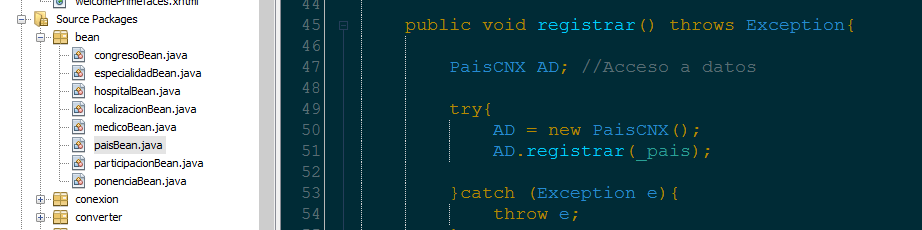 welcomePrimefaces.xhtml
Source Packages
bean
congresoBean.java
especialidadBean.java
hospitalBean.java
localizacionBean.java
medicoBean.java
paisBean.java
participacionBean.java
ponenciaBean.java
conexion
converter
44
45 public void registrar() throws Exception{
46
47 PaisCNX AD; //Acceso a datos
48
49 try{
50 AD = new PaisCNX();
51 AD.registrar(_pais);
52
53 }catch (Exception e){
54 throw e;